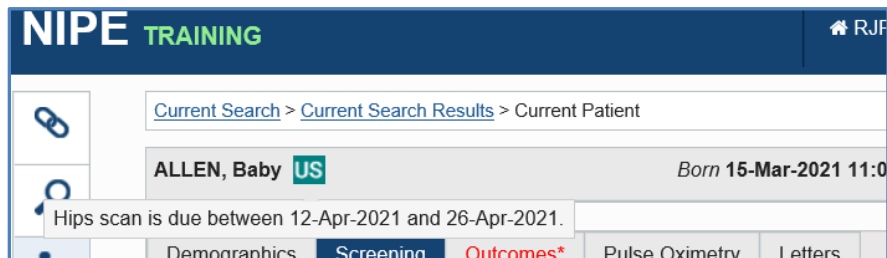 NIPE TRAINING
RJF
Current Search > Current Search Results > Current Patient
ALLEN, Baby US Born 15-Mar-2021 11:0
Hips scan is due between 12-Apr-2021 and 26-Apr-2021.
Demographics Screening Outcomes* Pulse Oximetry Letters